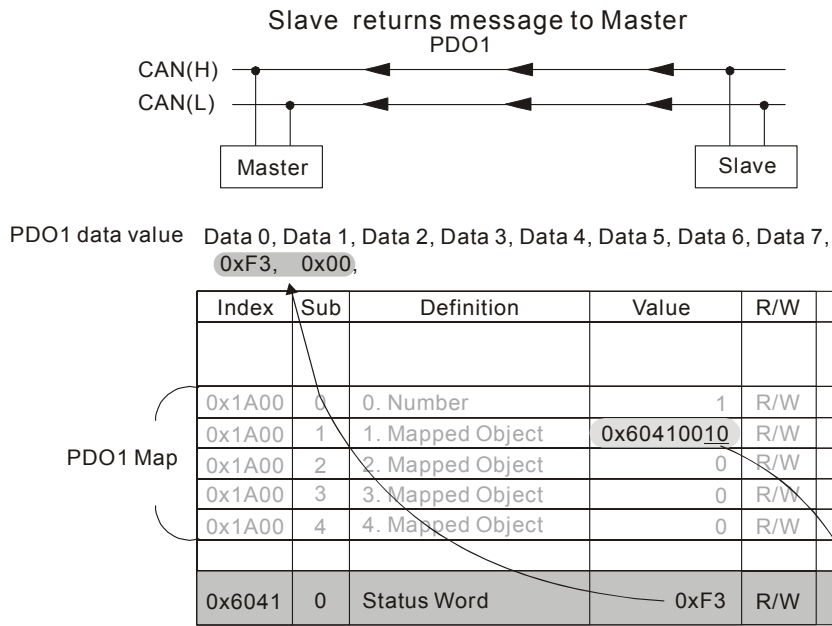 Slave returns message to Master
PDO1
CAN(H)
CAN(L)
Master
Slave
PDO1 data value Data 0, Data 1, Data 2, Data 3, Data 4, Data 5, Data 6, Data 7,
0xF3, 0x00,
Index Sub Definition Value R/W
0x1A00 0 0. Number 1 R/W
0x1A00 1 1. Mapped Object 0x60410010 R/W
PDO1 Map
0x1A00 2 2. Mapped Object 0 R/W
0x1A00 3 3. Mapped Object 0 R/W
0x1A00 4 4. Mapped Object 0 R/W
0x6041 0 Status Word 0xF3 R/W